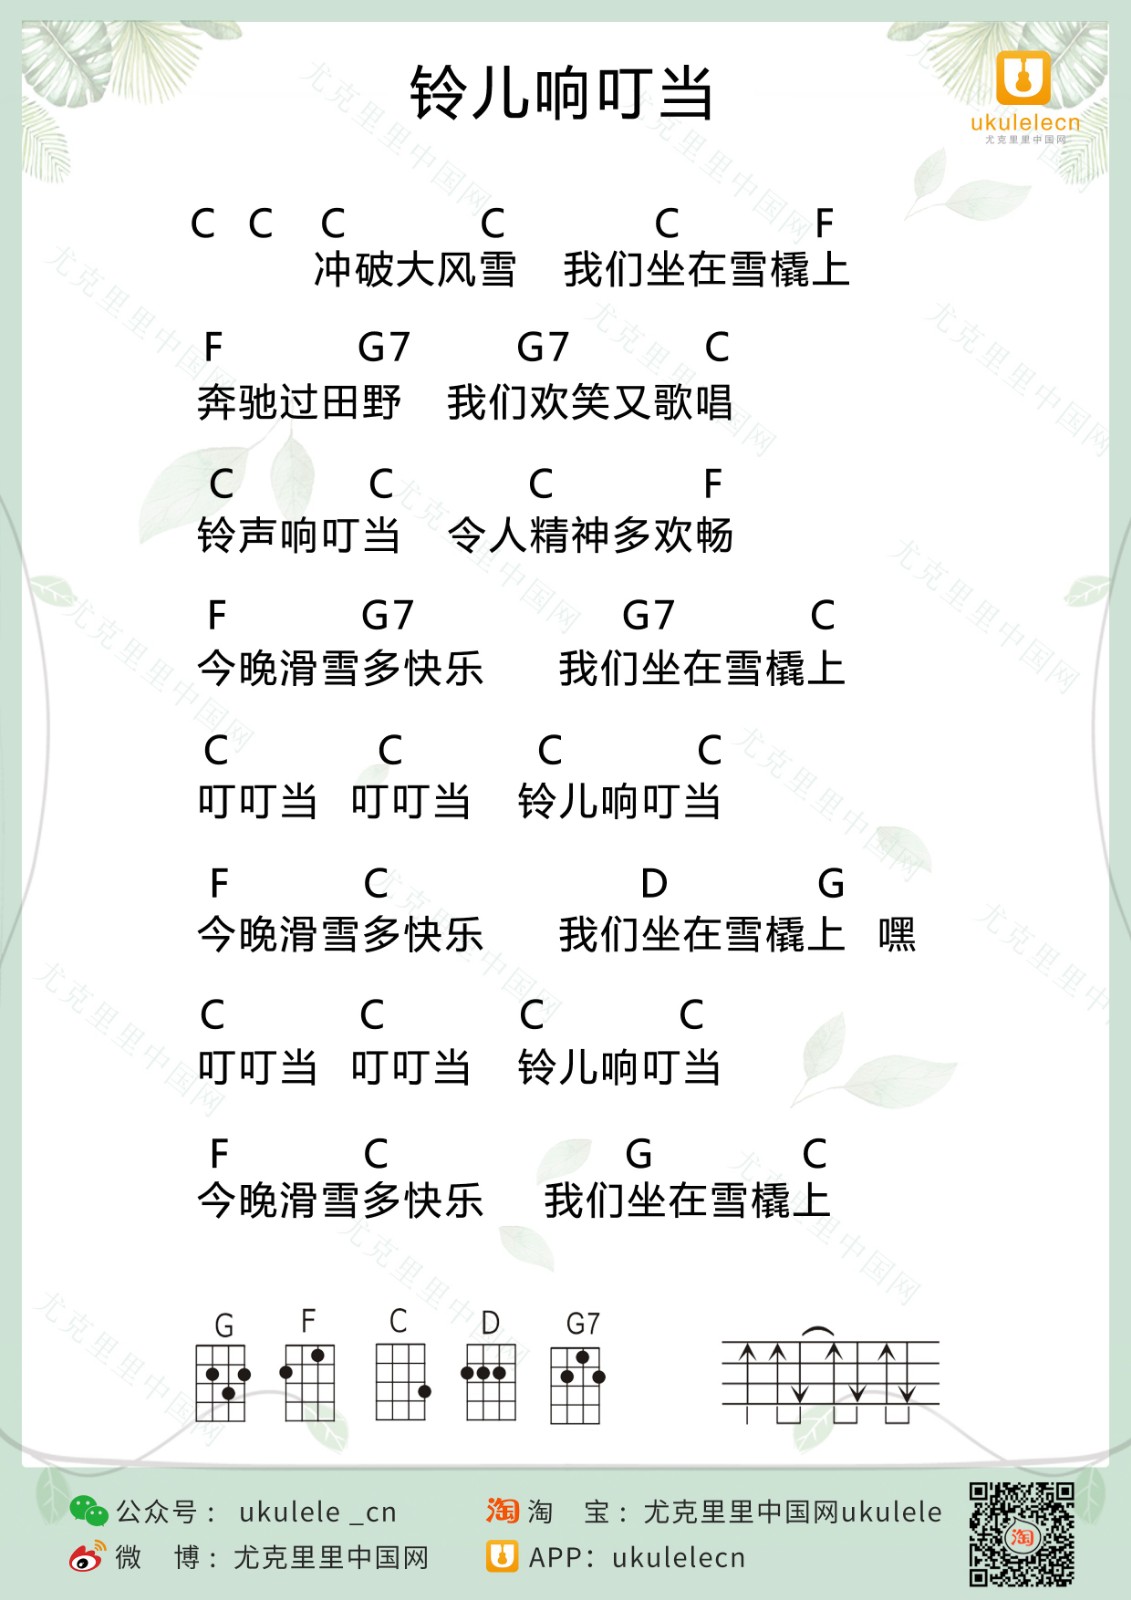 铃儿响叮当
ukulelecn
尤克里里中国网
C C C C C F
冲破大风雪 我们坐在雪橇上
F G7 G7 C
奔驰过田野 我们欢笑又歌唱
C C C F
铃声响叮当 令人精神多欢畅
F G7 G7 C
今晚滑雪多快乐 我们坐在雪橇上
C C C C
叮叮当 叮叮当 铃儿响叮当
F C D G
今晚滑雪多快乐 我们坐在雪橇上 嘿
C C C C
叮叮当 叮叮当 铃儿响叮当
F C G C
今晚滑雪多快乐 我们坐在雪橇上
G F C D G7
公众号： ukulele _cn
淘 淘 宝：尤克里里中国网ukulele
微 博：尤克里里中国网
APP：ukulelecn
淘